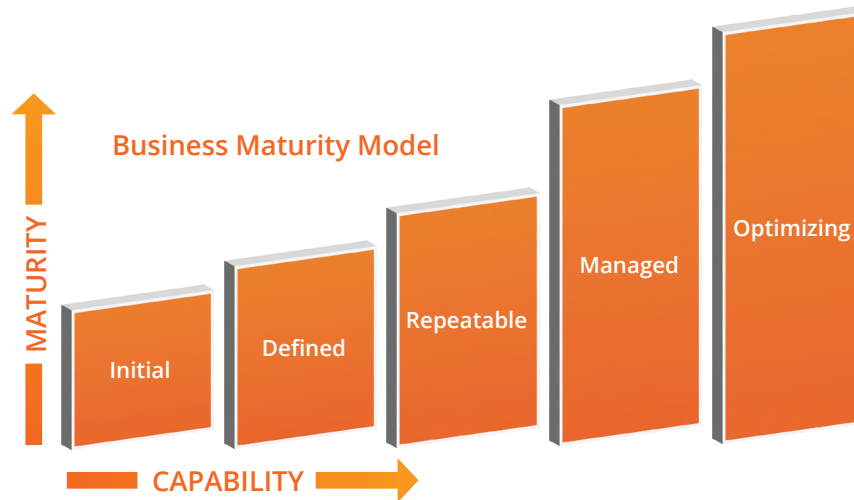 Business Maturity Model
MATURITY
Initial
Defined
Repeatable
Managed
Optimizing
CAPABILITY